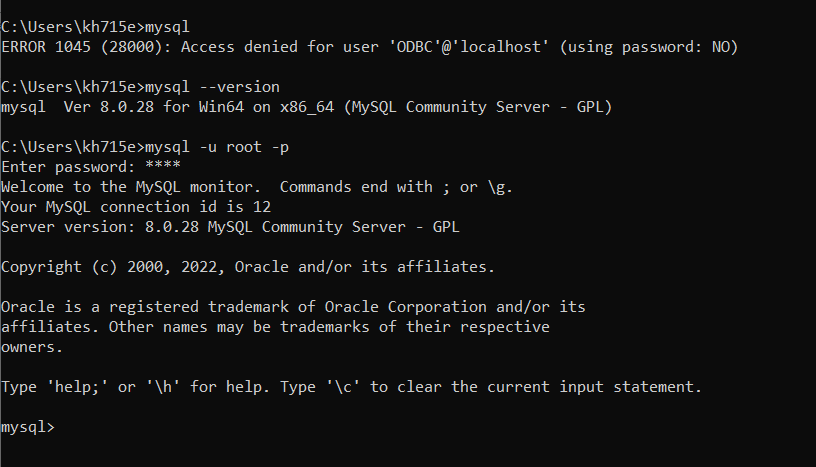 C:\Users\kh715e>mysql
ERROR 1045 (28000): Access denied for user 'ODBC'@'localhost' (using password: NO)
C:\Users\kh715e>mysql --version
mysql  Ver 8.0.28 for Win64 on x86_64 (MySQL Community Server - GPL)
C:\Users\kh715e>mysql -u root -p
Enter password: ****
Welcome to the MySQL monitor.  Commands end with ; or \g.
Your MySQL connection id is 12
Server version: 8.0.28 MySQL Community Server - GPL
Copyright (c) 2000, 2022, Oracle and/or its affiliates.
Oracle is a registered trademark of Oracle Corporation and/or its
affiliates. Other names may be trademarks of their respective
owners.
Type 'help;' or '\h' for help. Type '\c' to clear the current input statement.
mysql>